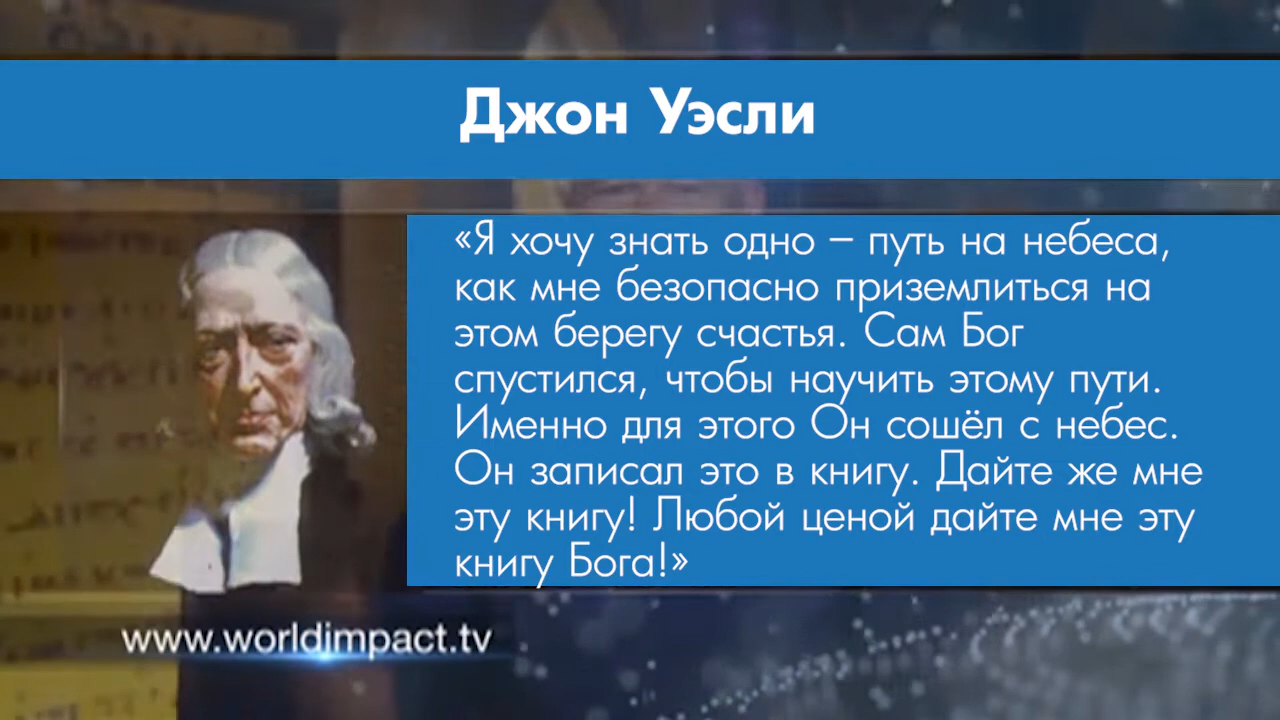 Джон Уэсли
«Я хочу знать одно – путь на небеса,
как мне безопасно приземлиться на
этом берегу счастья. Сам Бог
спустился, чтобы научить этому пути.
Именно для этого Он сошёл с небес.
Он записал это в книгу. Дайте же мне
эту книгу! Любой ценой дайте мне эту
книгу Бога!»
www.worldimpact.tv